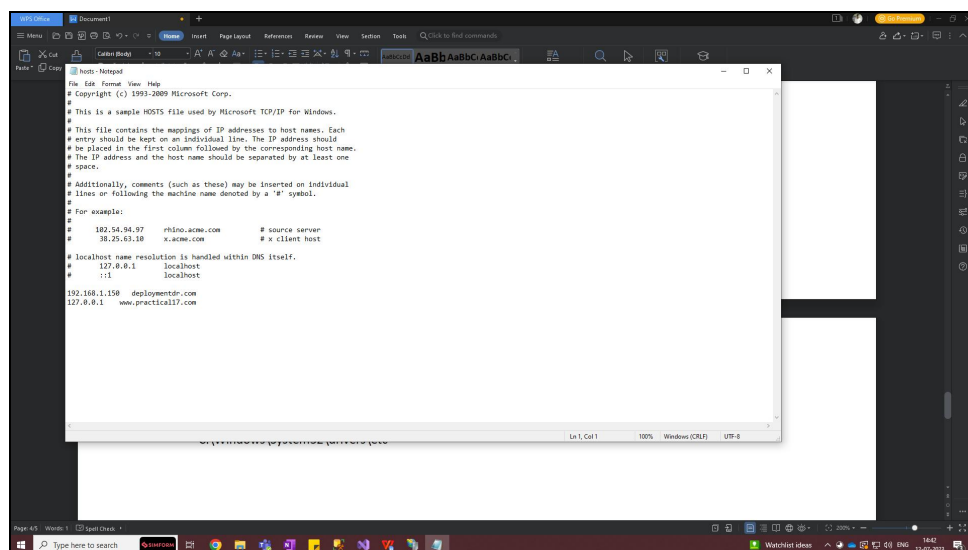 WPS Office Document1 +
Menu Home Insert Page Layout References Review View Section Tools Click to find commands Go Premium
Paste Cut Copy Calibri (Body) 10 AaBbCcDd AaBb AaBbC AaBbC
hosts - Notepad
File Edit Format View Help
# Copyright (c) 1993-2009 Microsoft Corp.
#
# This is a sample HOSTS file used by Microsoft TCP/IP for Windows.
#
# This file contains the mappings of IP addresses to host names. Each
# entry should be kept on an individual line. The IP address should
# be placed in the first column followed by the corresponding host name.
# The IP address and the host name should be separated by at least one
# space.
#
# Additionally, comments (such as these) may be inserted on individual
# lines or following the machine name denoted by a '#' symbol.
#
# For example:
#
# 102.54.94.97 rhino.acme.com # source server
# 38.25.63.10 x.acme.com # x client host

# localhost name resolution is handled within DNS itself.
# 127.0.0.1 localhost
# ::1 localhost

192.168.1.150 deploymentdr.com
127.0.0.1 www.practical17.com
Ln 1, Col 1 100% Windows (CRLF) UTF-8
Page: 4/5 Words: 1 Spell Check 200%
Type here to search SIMFORM Watchlist ideas ENG 14:42
12-07-2023